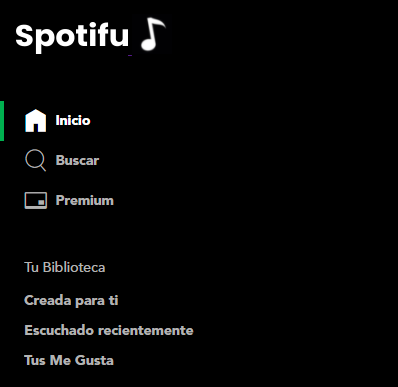 Spotifu
Inicio
Buscar
Premium
Tu Biblioteca
Creada para ti
Escuchado recientemente
Tus Me Gusta